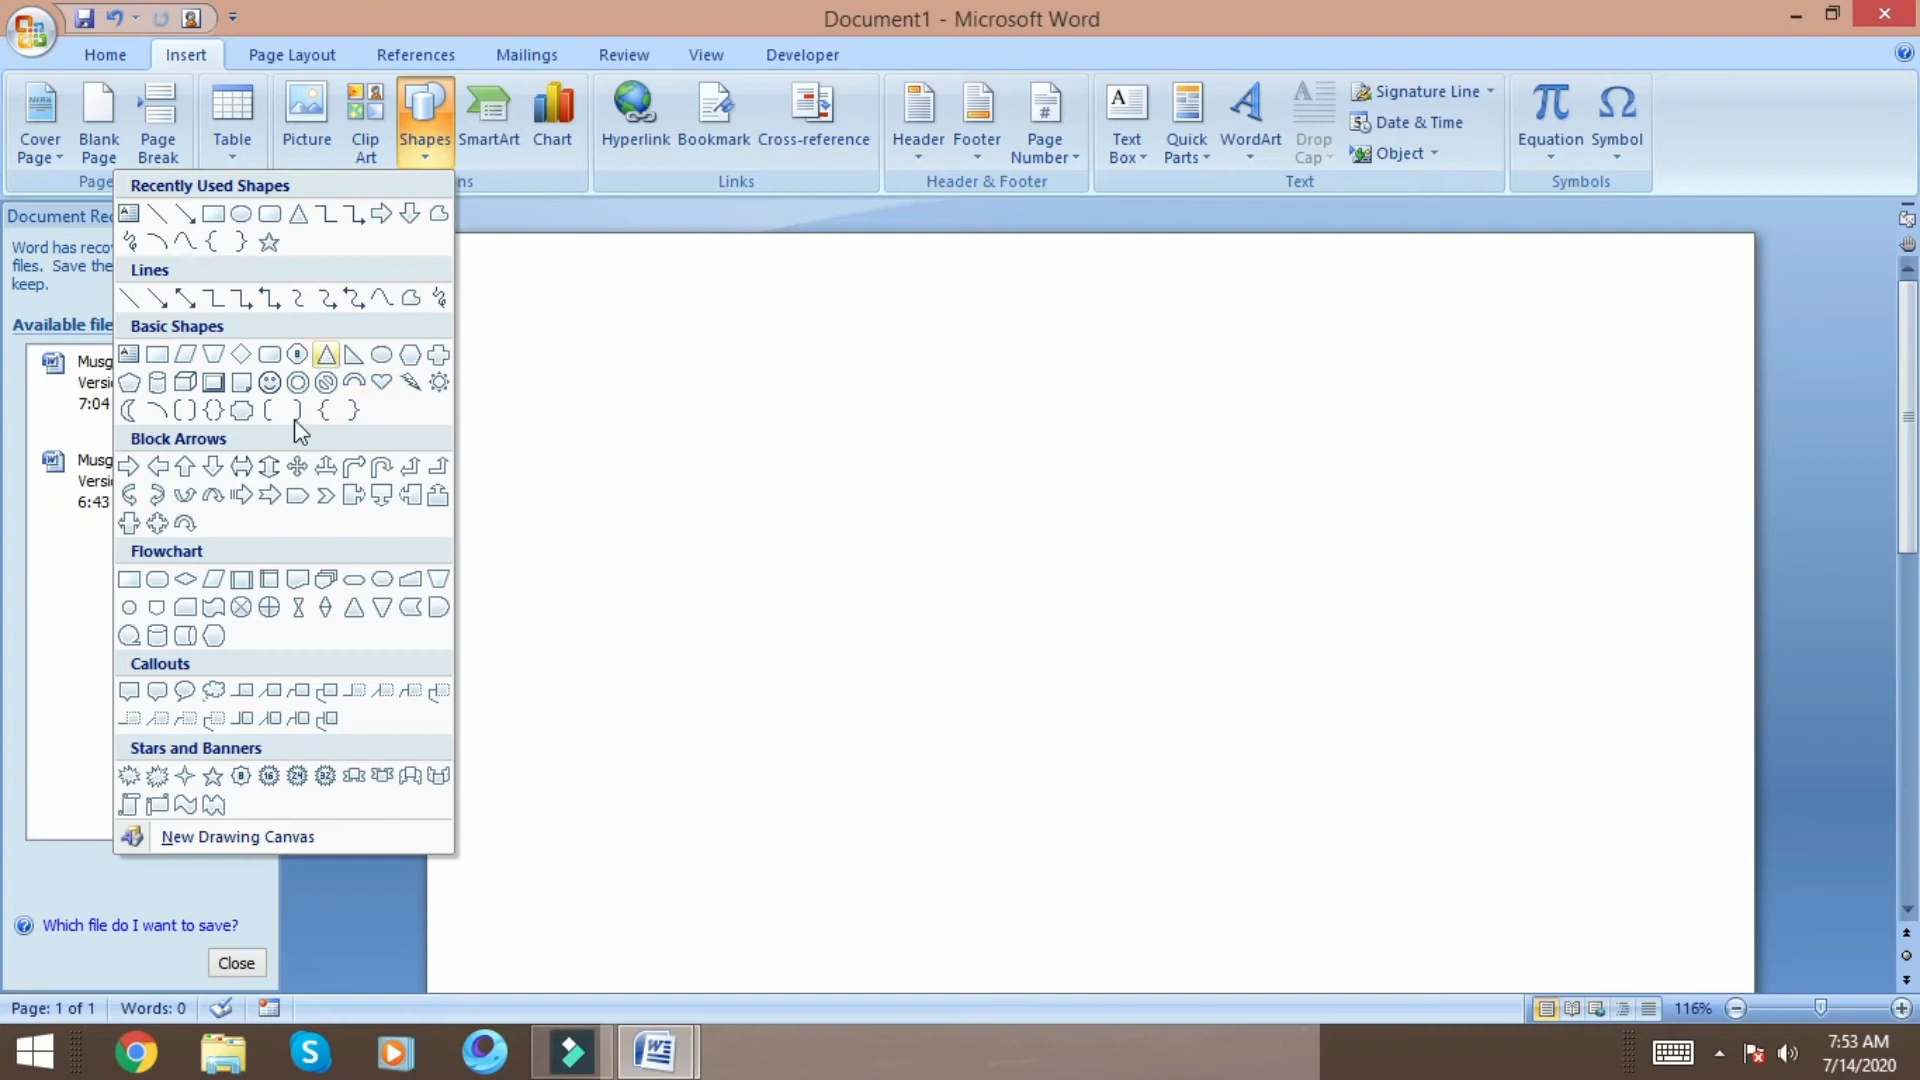 Document1 - Microsoft Word
Home Insert Page Layout References Mailings Review View Developer
Cover Page
Blank Page
Page Break
Table
Picture
Clip Art
Shapes
SmartArt
Chart
Hyperlink
Bookmark
Cross-reference
Header
Footer
Page Number
Text Box
Quick Parts
WordArt
Drop Cap
Signature Line
Date & Time
Object
Equation
Symbol
Page
ns
Links
Header & Footer
Text
Symbols
Document Rec
Word has reco
files. Save the
keep.
Available file
Musg
Versi
7:04
Musg
Versi
6:43
Recently Used Shapes
Lines
Basic Shapes
Block Arrows
Flowchart
Callouts
Stars and Banners
New Drawing Canvas
Which file do I want to save?
Close
Page: 1 of 1 Words: 0
116%
7:53 AM
7/14/2020